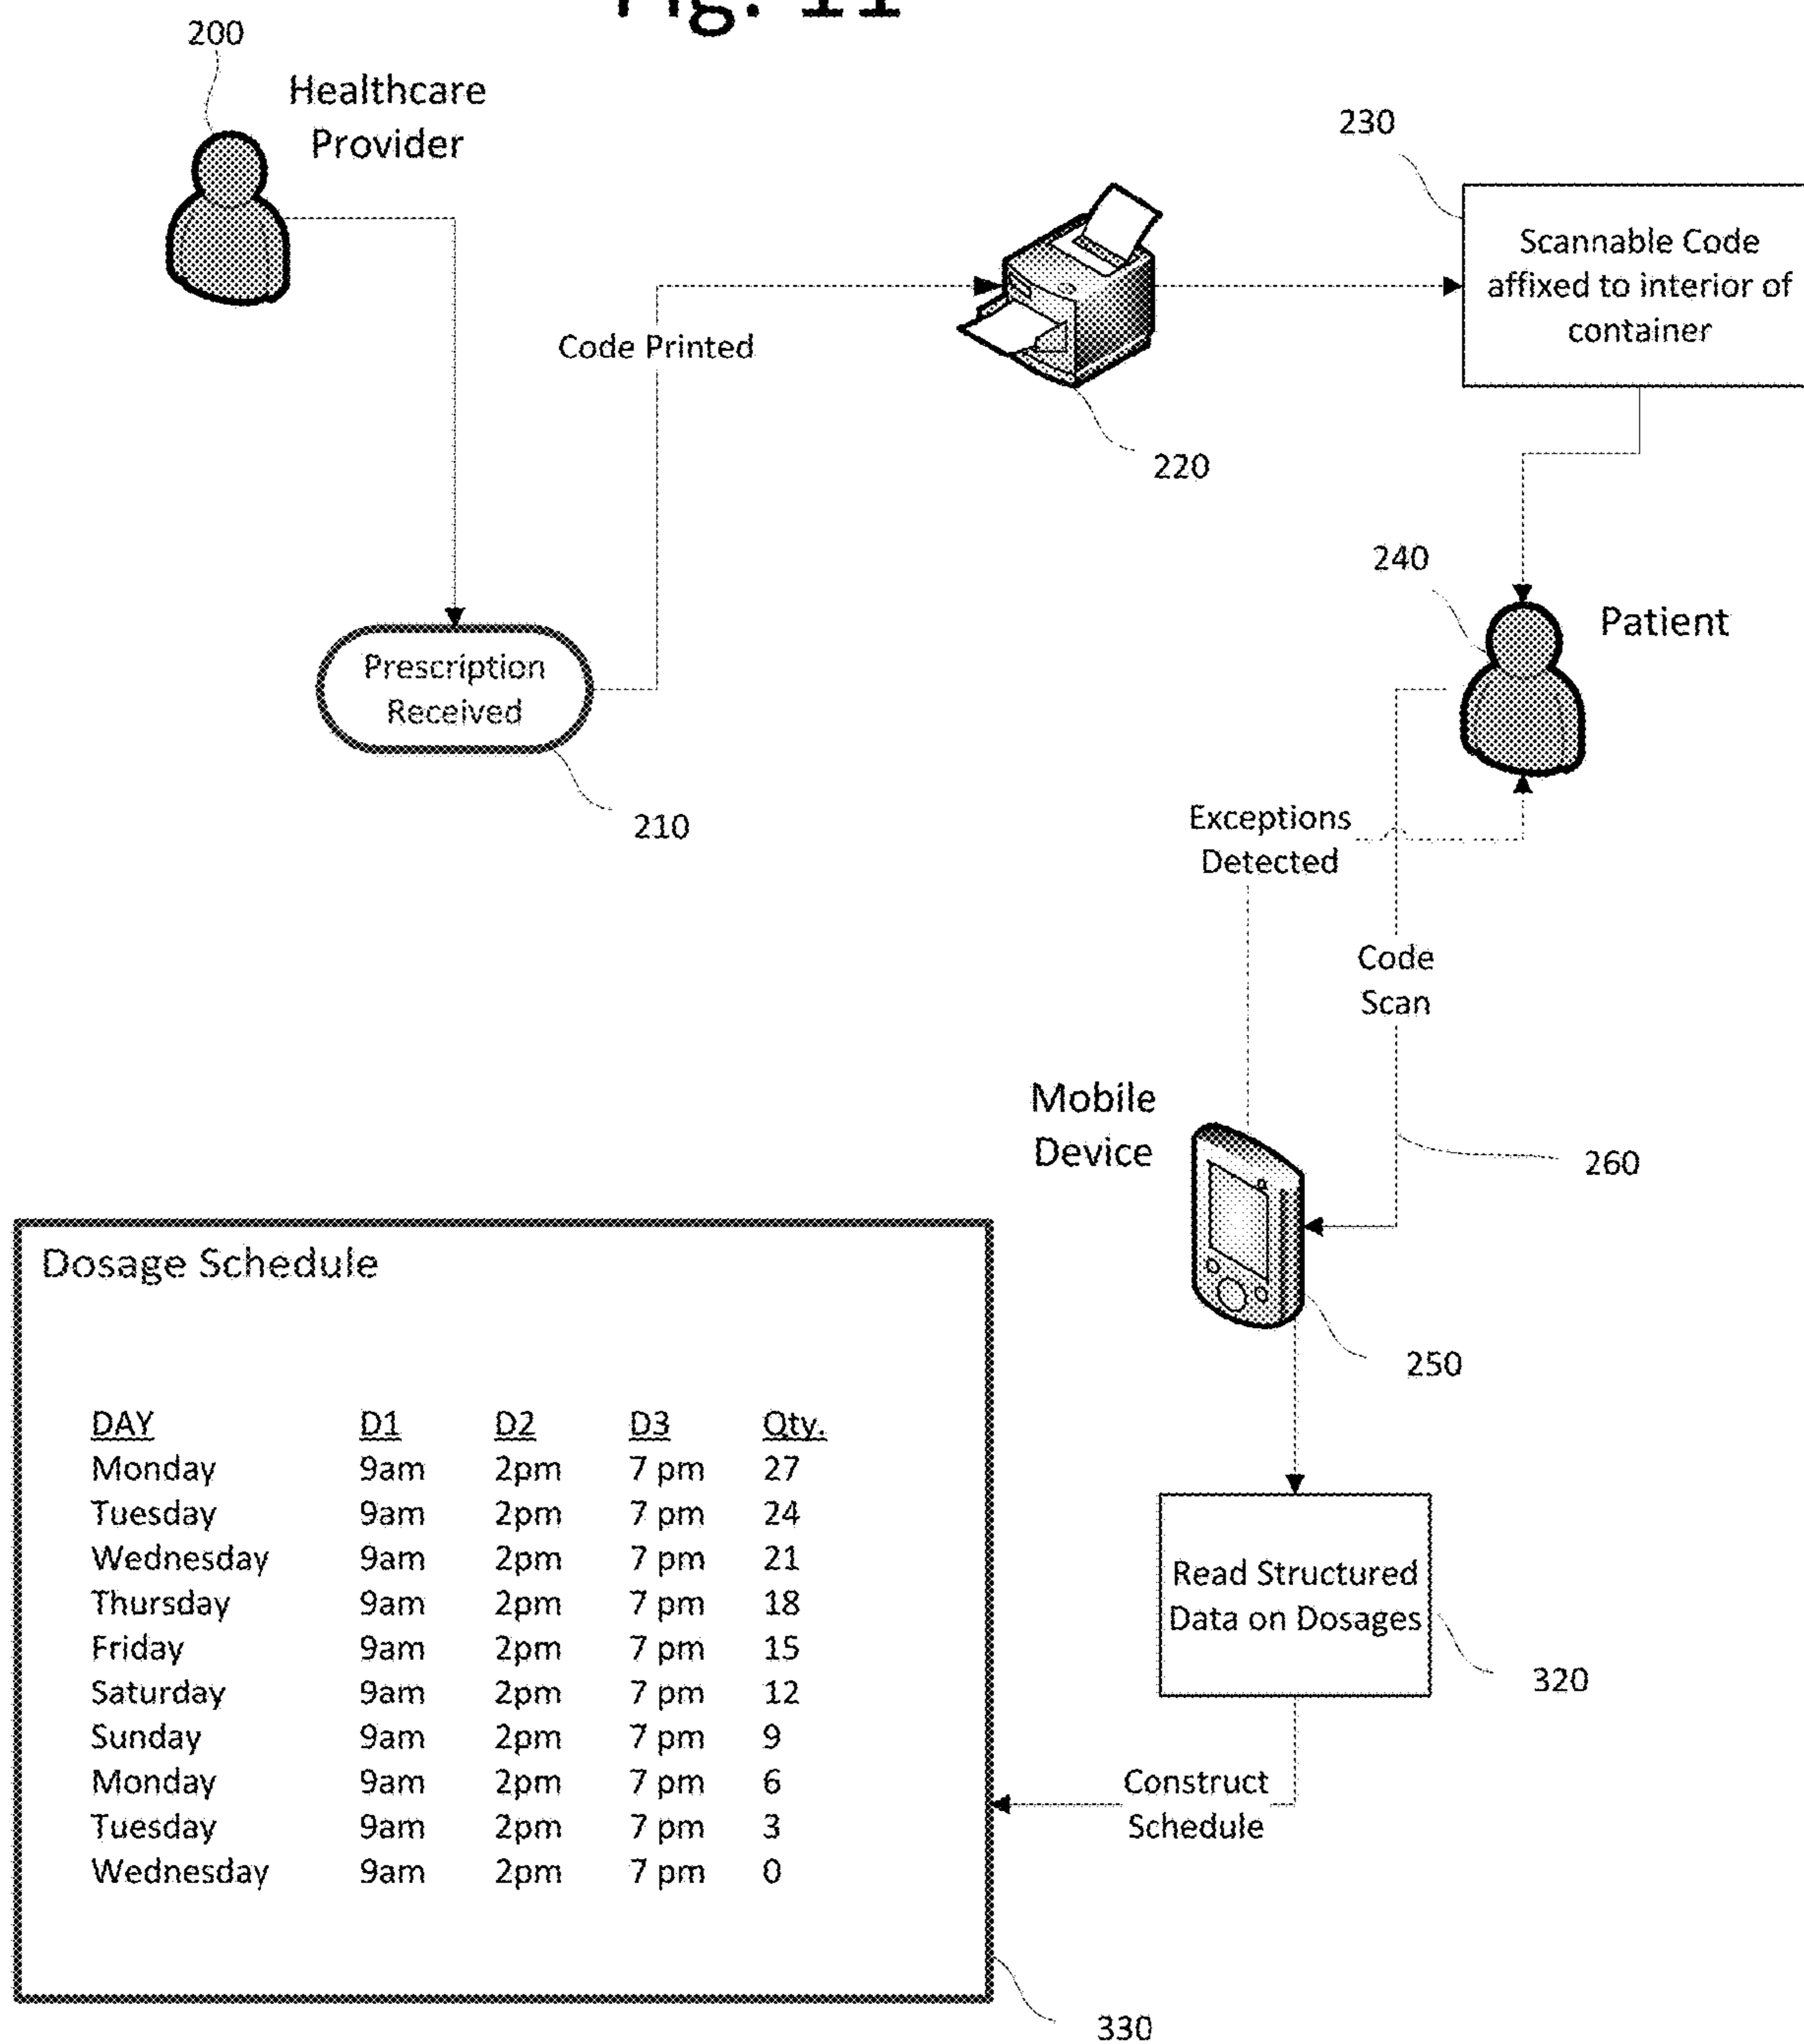 Fig. 11
200
Healthcare
Provider
230
Scannable Code
affixed to interior of
container
Code Printed
220
240
Patient
Prescription
Received
210
Exceptions
Detected
Code
Scan
Mobile
Device
260
250
Dosage Schedule
DAY D1 D2 D3 Qty.
Monday 9am 2pm 7 pm 27
Tuesday 9am 2pm 7 pm 24
Wednesday 9am 2pm 7 pm 21
Thursday 9am 2pm 7 pm 18
Friday 9am 2pm 7 pm 15
Saturday 9am 2pm 7 pm 12
Sunday 9am 2pm 7 pm 9
Monday 9am 2pm 7 pm 6
Tuesday 9am 2pm 7 pm 3
Wednesday 9am 2pm 7 pm 0
Read Structured
Data on Dosages
320
Construct
Schedule
330